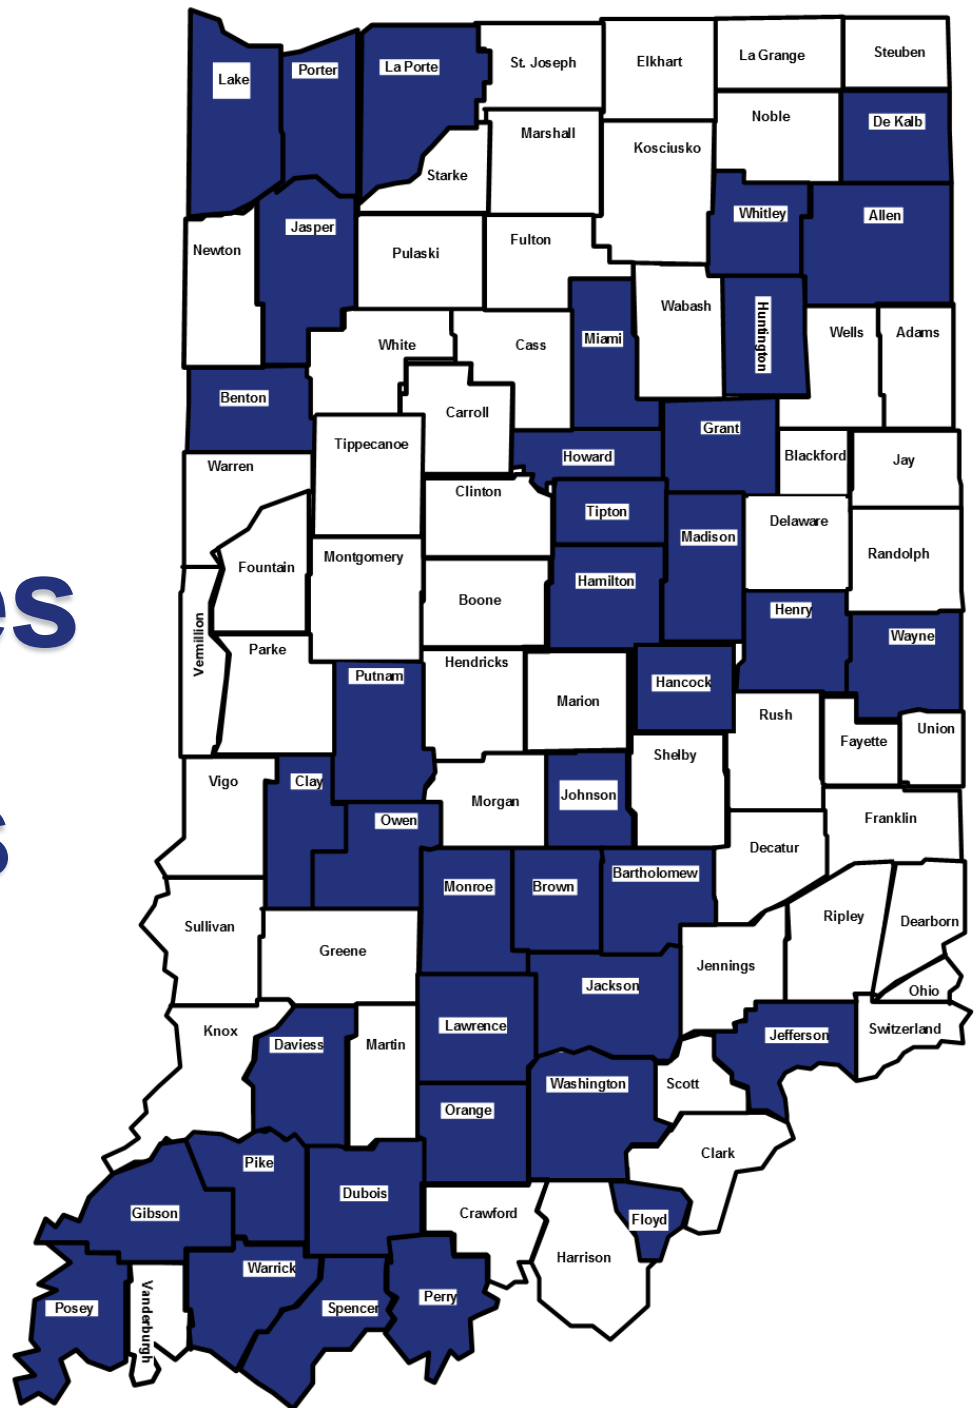 Lake
Porter
La Porte
St. Joseph
Elkhart
La Grange
Steuben
Noble
De Kalb
Marshall
Kosciusko
Starke
Whitley
Allen
Jasper
Newton
Pulaski
Fulton
Wabash
Huntington
Wells
Adams
White
Cass
Miami
Benton
Carroll
Grant
Tippecanoe
Howard
Blackford
Jay
Warren
Clinton
Tipton
Madison
Delaware
Randolph
Fountain
Montgomery
Hamilton
Boone
Henry
Wayne
es
Vermillion
Parke
Putnam
Hendricks
Marion
Hancock
Rush
Fayette
Union
Shelby
Vigo
Clay
Morgan
Johnson
Owen
Franklin
s
Decatur
Monroe
Brown
Bartholomew
Sullivan
Greene
Ripley
Dearborn
Jennings
Jackson
Ohio
Knox
Daviess
Martin
Lawrence
Jefferson
Switzerland
Washington
Scott
Orange
Clark
Pike
Dubois
Gibson
Crawford
Floyd
Harrison
Warrick
Posey
Vanderburgh
Spencer
Perry